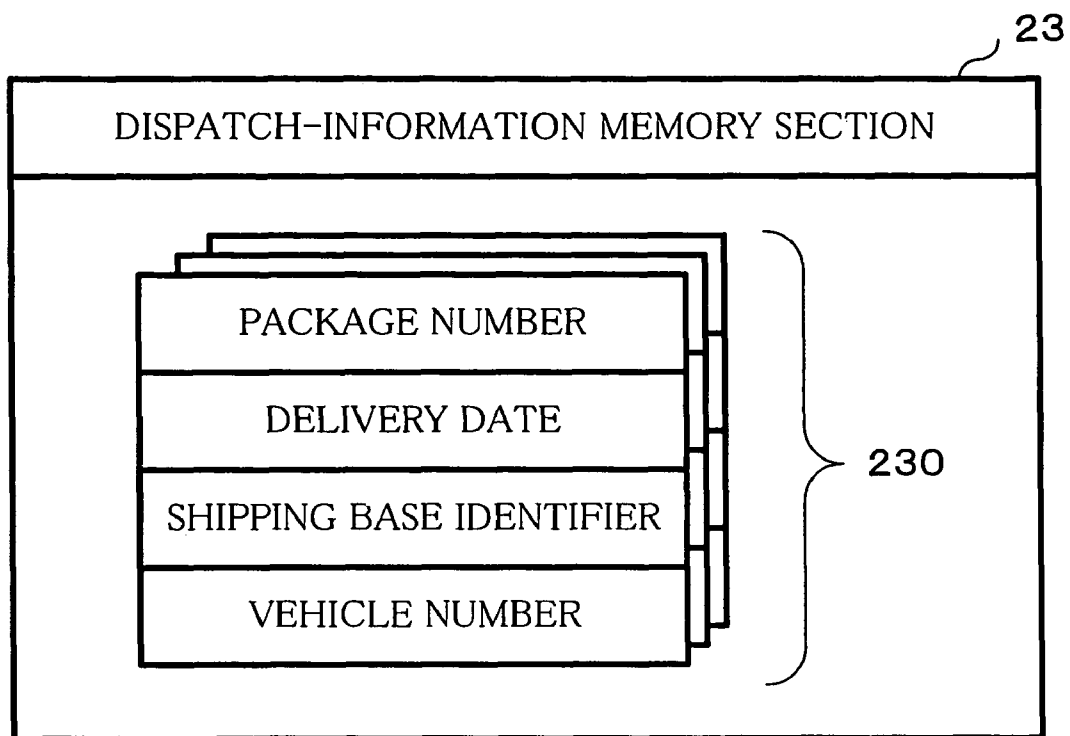 23
DISPATCH-INFORMATION MEMORY SECTION
PACKAGE NUMBER
DELIVERY DATE
230
SHIPPING BASE IDENTIFIER
VEHICLE NUMBER